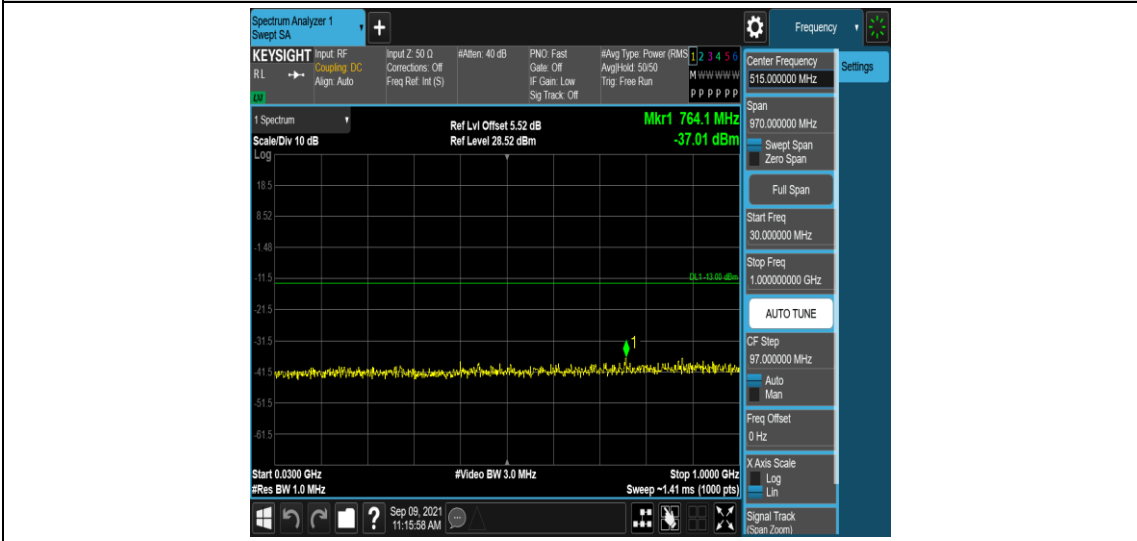 Spectrum Analyzer 1
Swept SA
+
Frequency
KEYSIGHT
RL
LNI
Input: RF
Coupling: DC
Align: Auto
Input Z: 50 Ω
Corrections: Off
Freq Ref: Int (S)
#Atten: 40 dB
PNO: Fast
Gate: Off
IF Gain: Low
Sig Track: Off
#Avg Type: Power (RMS
Avg|Hold: 50/50
Trig: Free Run
1 2 3 4 5 6
M W W W W W
P P P P P P
1 Spectrum
Scale/Div 10 dB
Log
Ref Lvl Offset 5.52 dB
Ref Level 28.52 dBm
Mkr1 764.1 MHz
-37.01 dBm
18.5
8.52
-1.48
-11.5
DL1 -13.00 dBm
-21.5
-31.5
1
-41.5
-51.5
-61.5
Start 0.0300 GHz
#Res BW 1.0 MHz
#Video BW 3.0 MHz
Stop 1.0000 GHz
Sweep ~1.41 ms (1000 pts)
Center Frequency
515.000000 MHz
Settings
Span
970.000000 MHz
Swept Span
Zero Span
Full Span
Start Freq
30.000000 MHz
Stop Freq
1.000000000 GHz
AUTO TUNE
CF Step
97.000000 MHz
Auto
Man
Freq Offset
0 Hz
X Axis Scale
Log
Lin
Signal Track
(Span Zoom)
?
Sep 09, 2021
11:15:58 AM